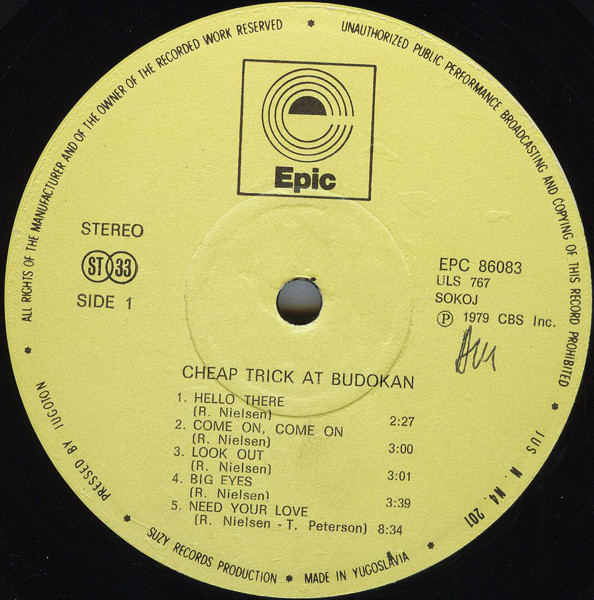 ALL RIGHTS OF THE MANUFACTURER AND OF THE OWNER OF THE RECORDED WORK RESERVED * UNAUTHORIZED PUBLIC PERFORMANCE BROADCASTING AND COPYING OF THIS RECORD PROHIBITED *
Epic
STEREO
ST 33
SIDE 1
EPC 86083
ULS 767
SOKOJ
Ⓟ 1979 CBS Inc.
CHEAP TRICK AT BUDOKAN
1. HELLO THERE
(R. Nielsen) 2:27
2. COME ON, COME ON
(R. Nielsen) 3:00
3. LOOK OUT
(R. Nielsen) 3:01
4. BIG EYES
(R. Nielsen) 3:39
5. NEED YOUR LOVE
(R. Nielsen - T. Peterson) 8:34
JUS N. N4. 201
PRESSED BY JUGOTON *
SUZY RECORDS PRODUCTION * MADE IN YUGOSLAVIA *